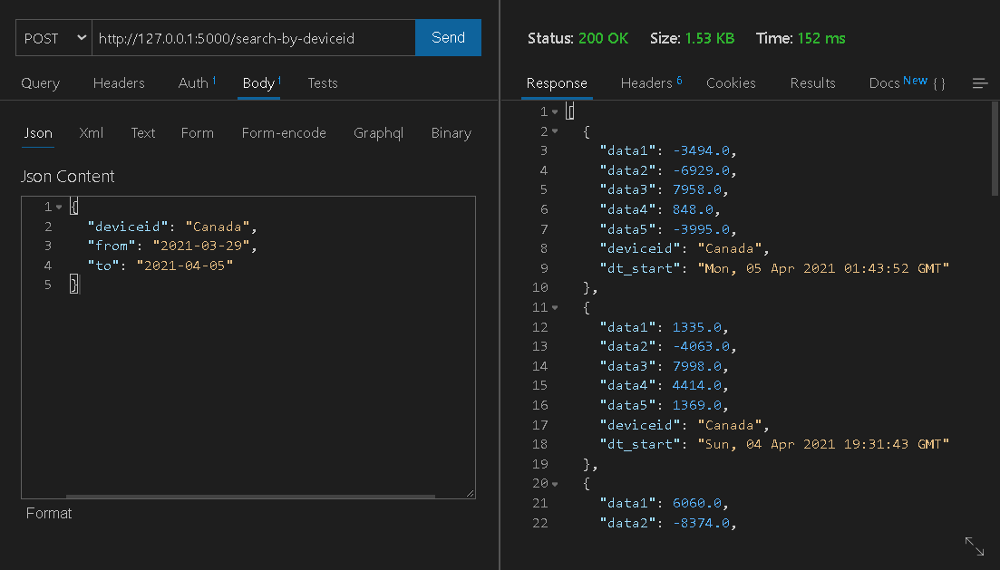 POST http://127.0.0.1:5000/search-by-deviceid Send
Query Headers Auth 1 Body 1 Tests
Json Xml Text Form Form-encode Graphql Binary
Json Content
1 {
2 "deviceid": "Canada",
3 "from": "2021-03-29",
4 "to": "2021-04-05"
5 }
Format
Status: 200 OK Size: 1.53 KB Time: 152 ms
Response Headers 6 Cookies Results Docs New { }
1 [
2 {
3 "data1": -3494.0,
4 "data2": -6929.0,
5 "data3": 7958.0,
6 "data4": 848.0,
7 "data5": -3995.0,
8 "deviceid": "Canada",
9 "dt_start": "Mon, 05 Apr 2021 01:43:52 GMT"
10 },
11 {
12 "data1": 1335.0,
13 "data2": -4063.0,
14 "data3": 7998.0,
15 "data4": 4414.0,
16 "data5": 1369.0,
17 "deviceid": "Canada",
18 "dt_start": "Sun, 04 Apr 2021 19:31:43 GMT"
19 },
20 {
21 "data1": 6060.0,
22 "data2": -8374.0,